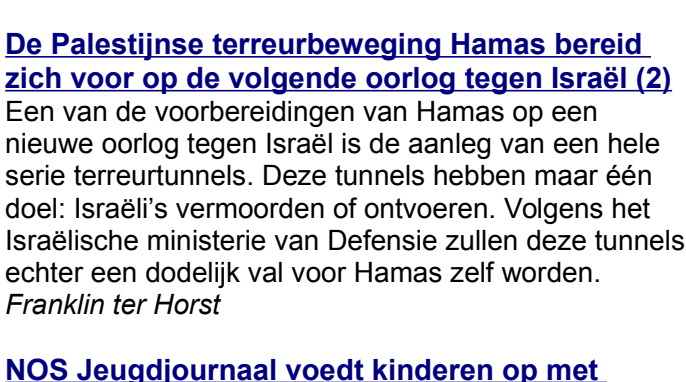 De Palestijnse terreurbeweging Hamas bereid
zich voor op de volgende oorlog tegen Israël (2)
Een van de voorbereidingen van Hamas op een
nieuwe oorlog tegen Israël is de aanleg van een hele
serie terreurtunnels. Deze tunnels hebben maar één
doel: Israëli’s vermoorden of ontvoeren. Volgens het
Israëlische ministerie van Defensie zullen deze tunnels
echter een dodelijk val voor Hamas zelf worden.
Franklin ter Horst
NOS Jeugdjournaal voedt kinderen op met